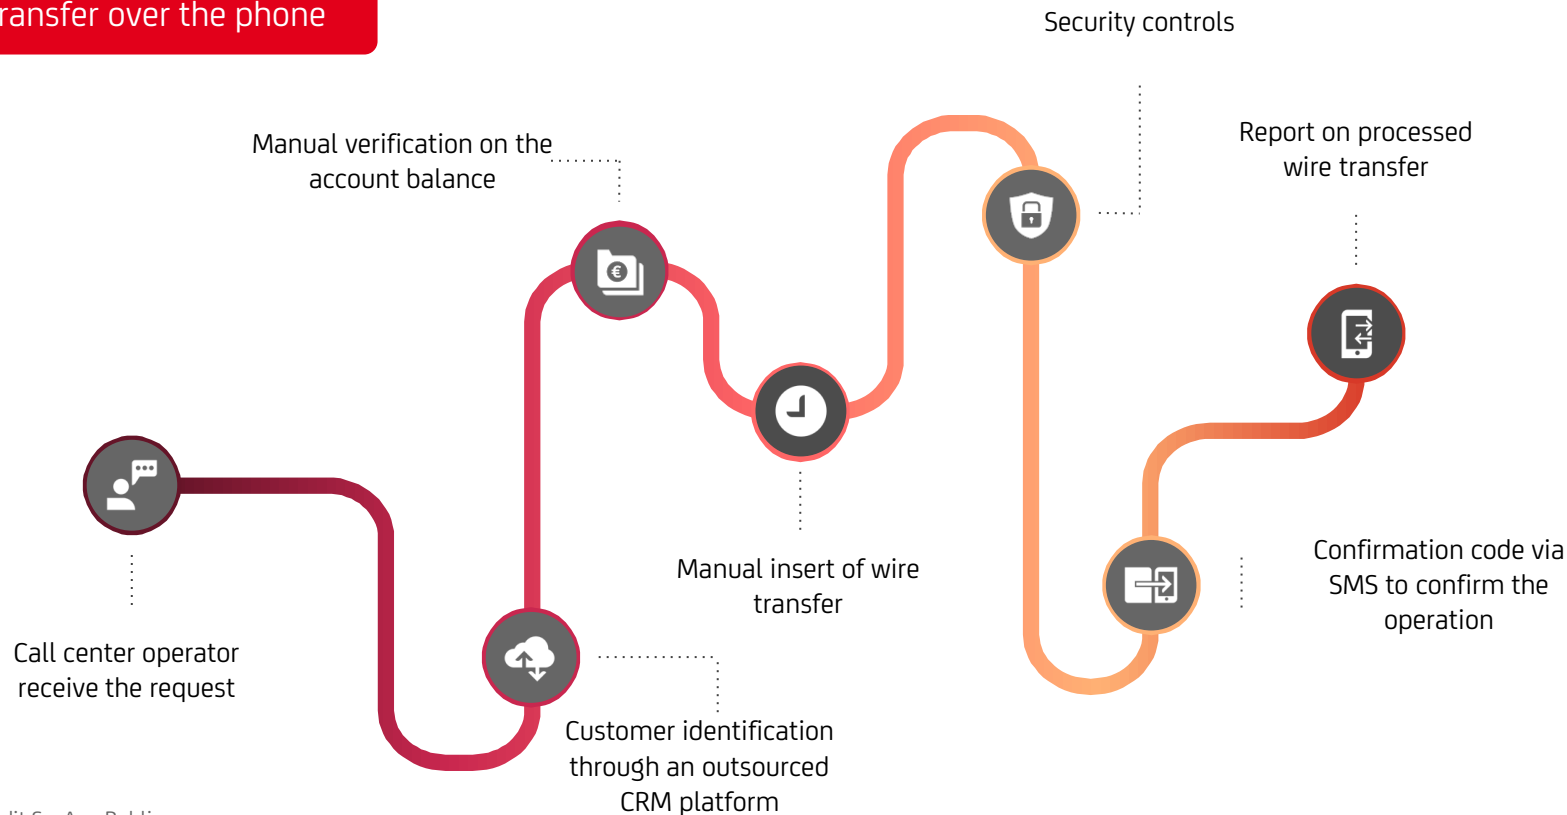 ransfer over the phone
Security controls
Manual verification on the
account balance
Report on processed
wire transfer
€
Manual insert of wire
transfer
Confirmation code via
SMS to confirm the
operation
Call center operator
receive the request
Customer identification
through an outsourced
CRM platform